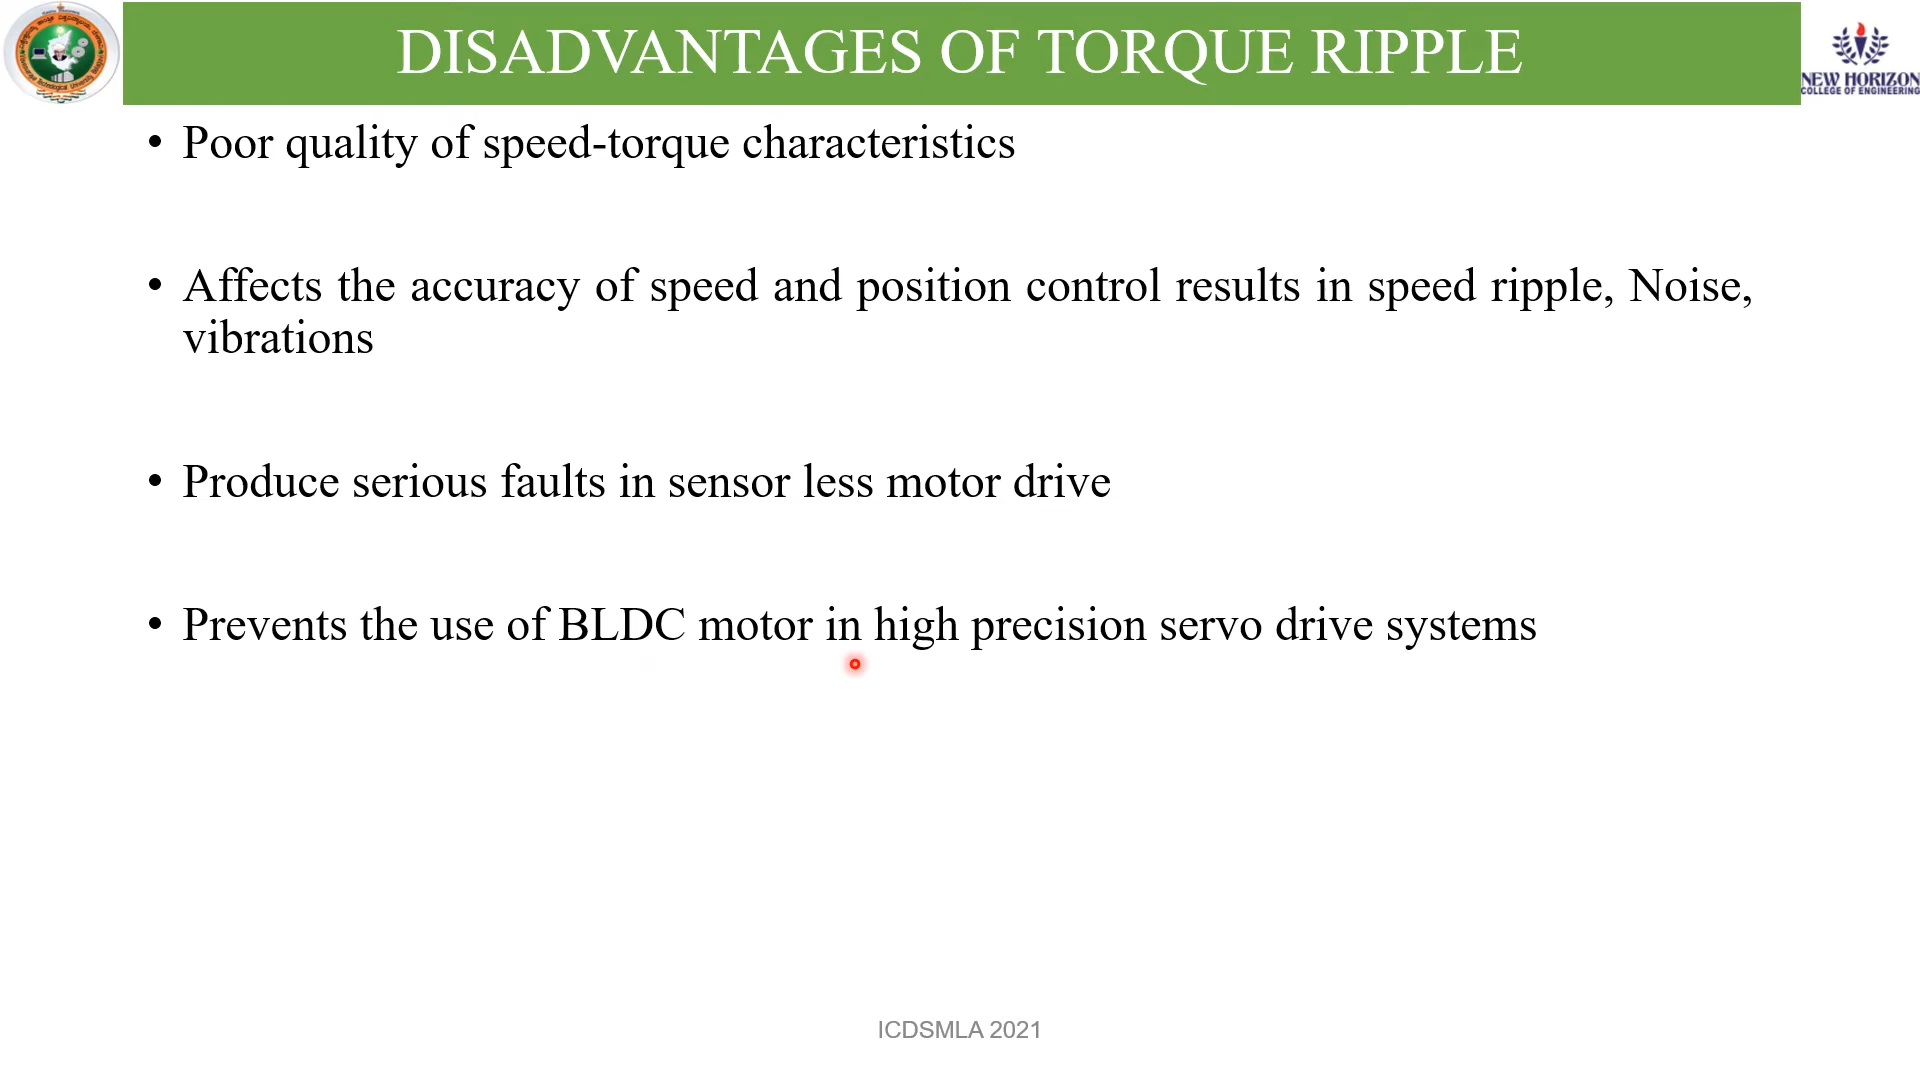 DISADVANTAGES OF TORQUE RIPPLE
NEW HORIZON
COLLEGE OF ENGINEERING
• Poor quality of speed-torque characteristics
• Affects the accuracy of speed and position control results in speed ripple, Noise,
vibrations
• Produce serious faults in sensor less motor drive
• Prevents the use of BLDC motor in high precision servo drive systems
ICDSMLA 2021